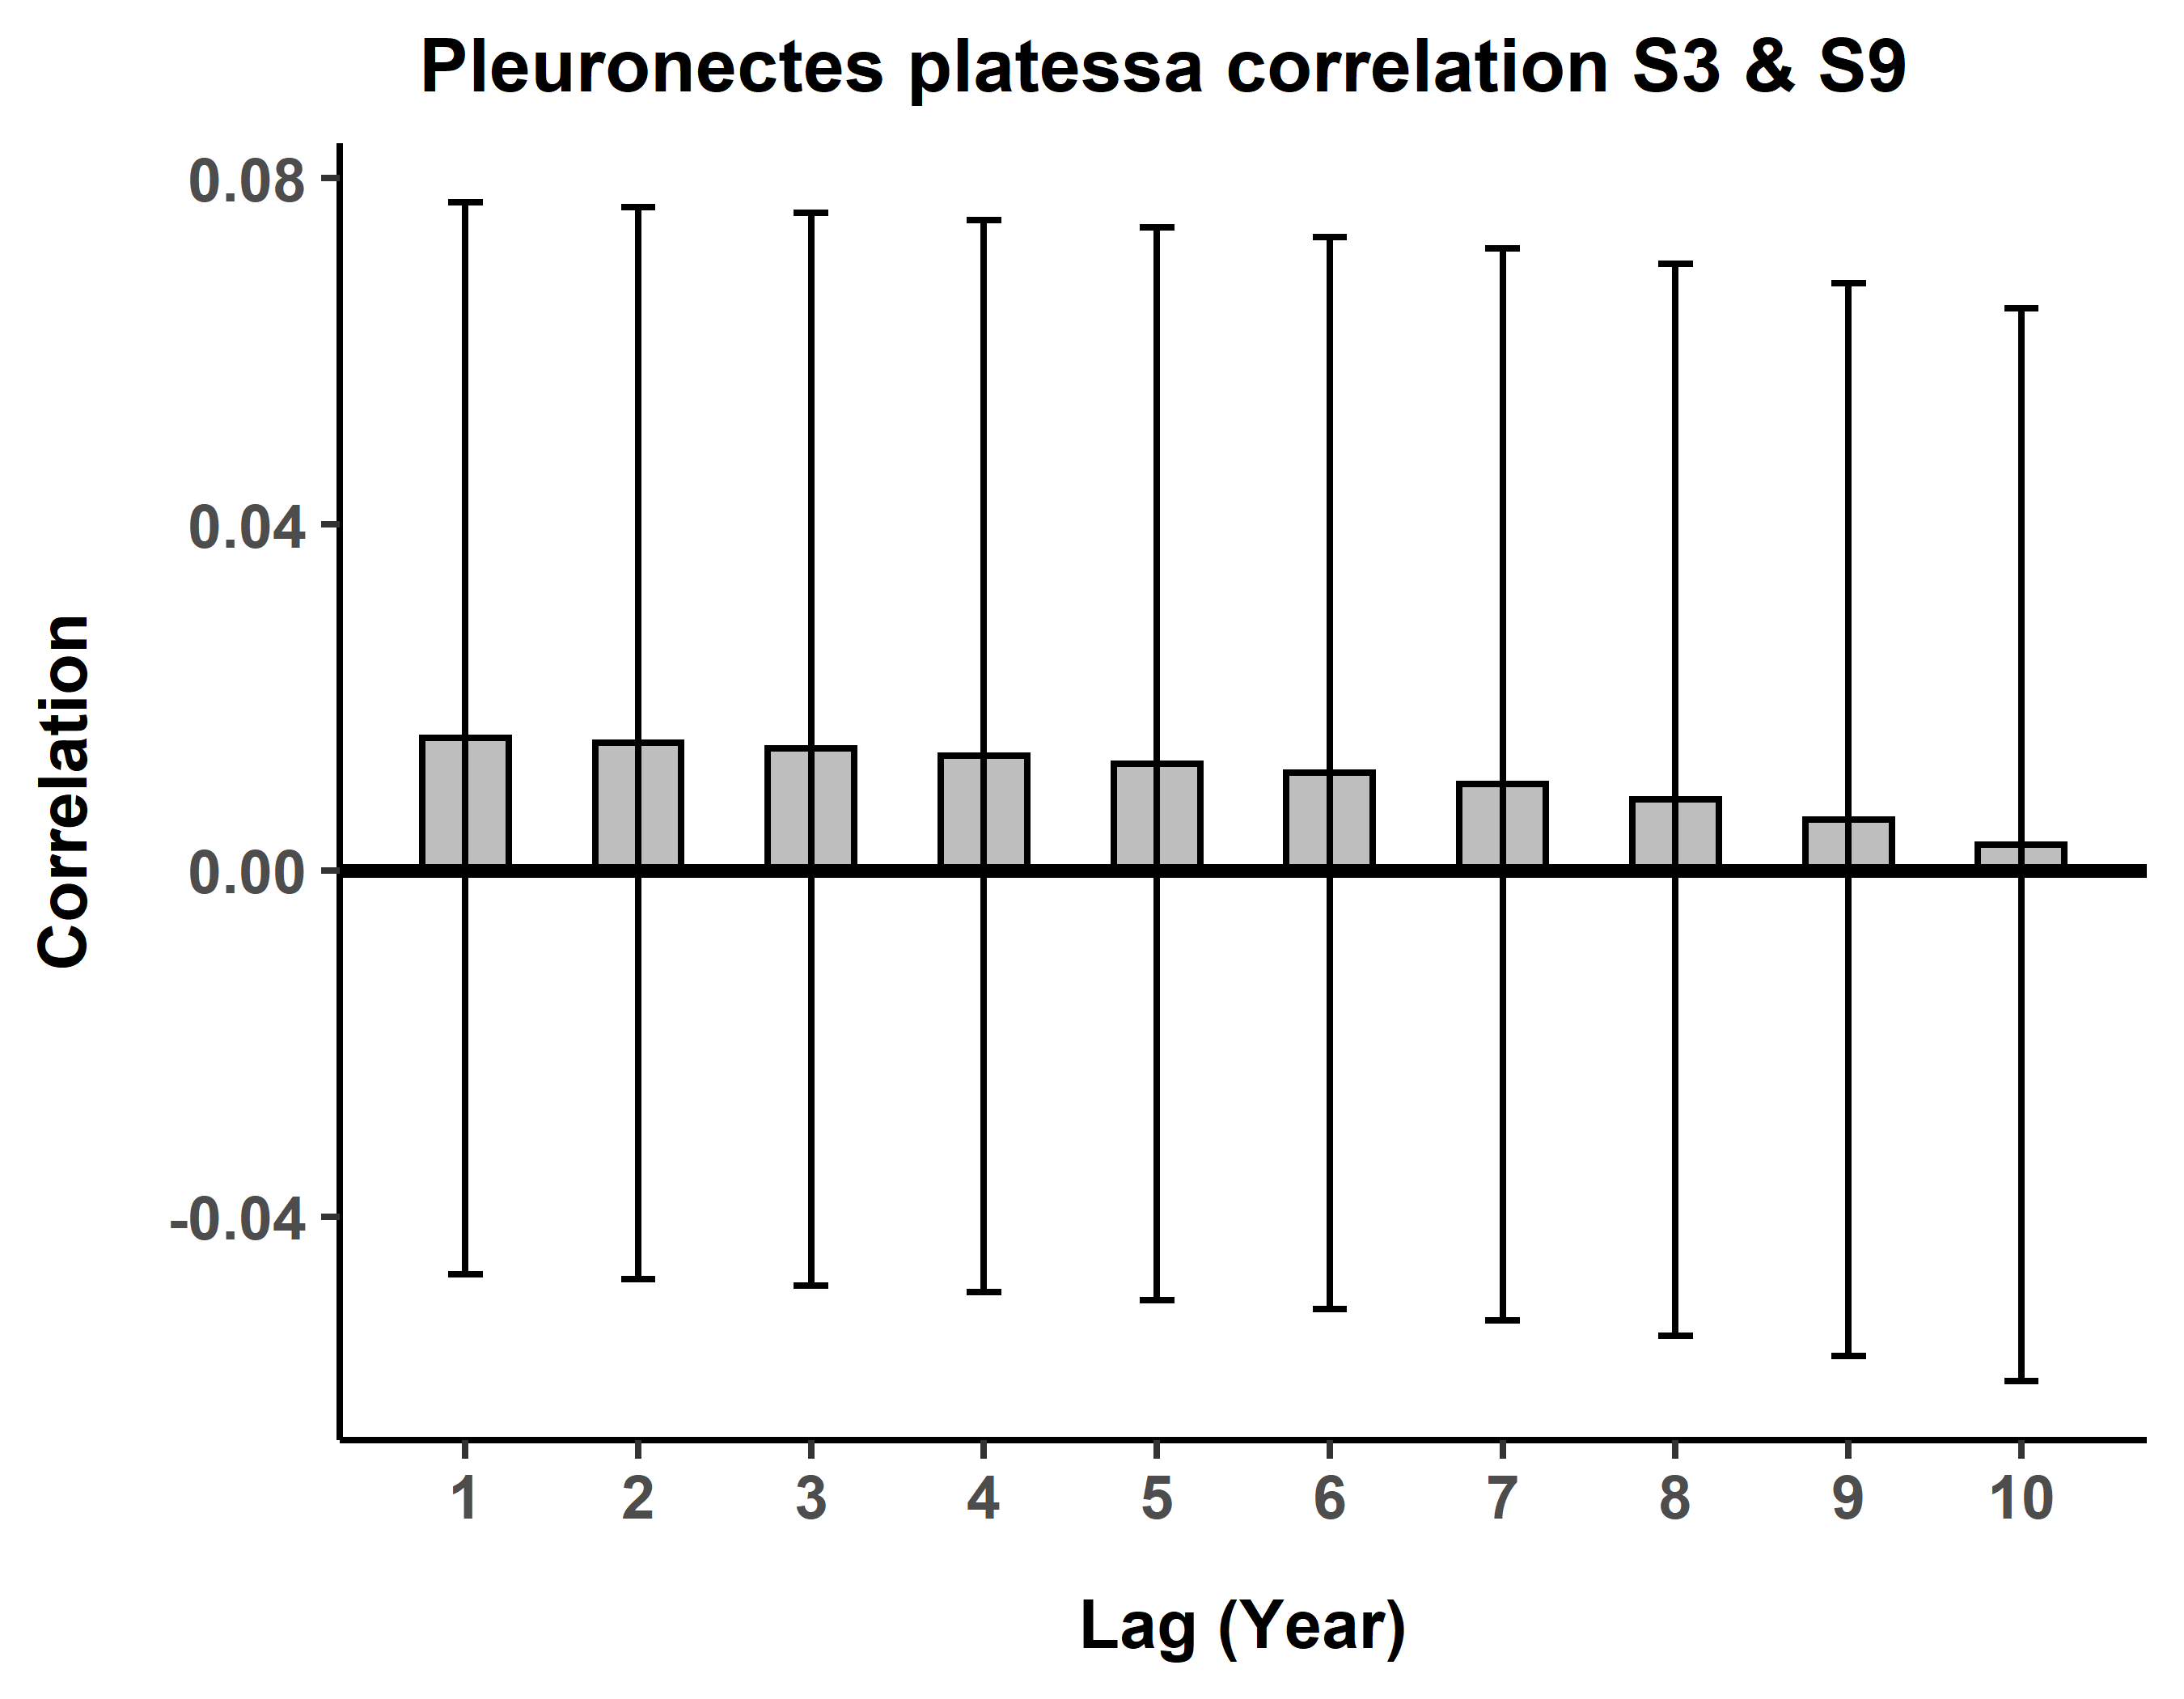 Pleuronectes platessa correlation S3 & S9
0.08
0.04
0.00
-0.04
Correlation
1 2 3 4 5 6 7 8 9 10
Lag (Year)